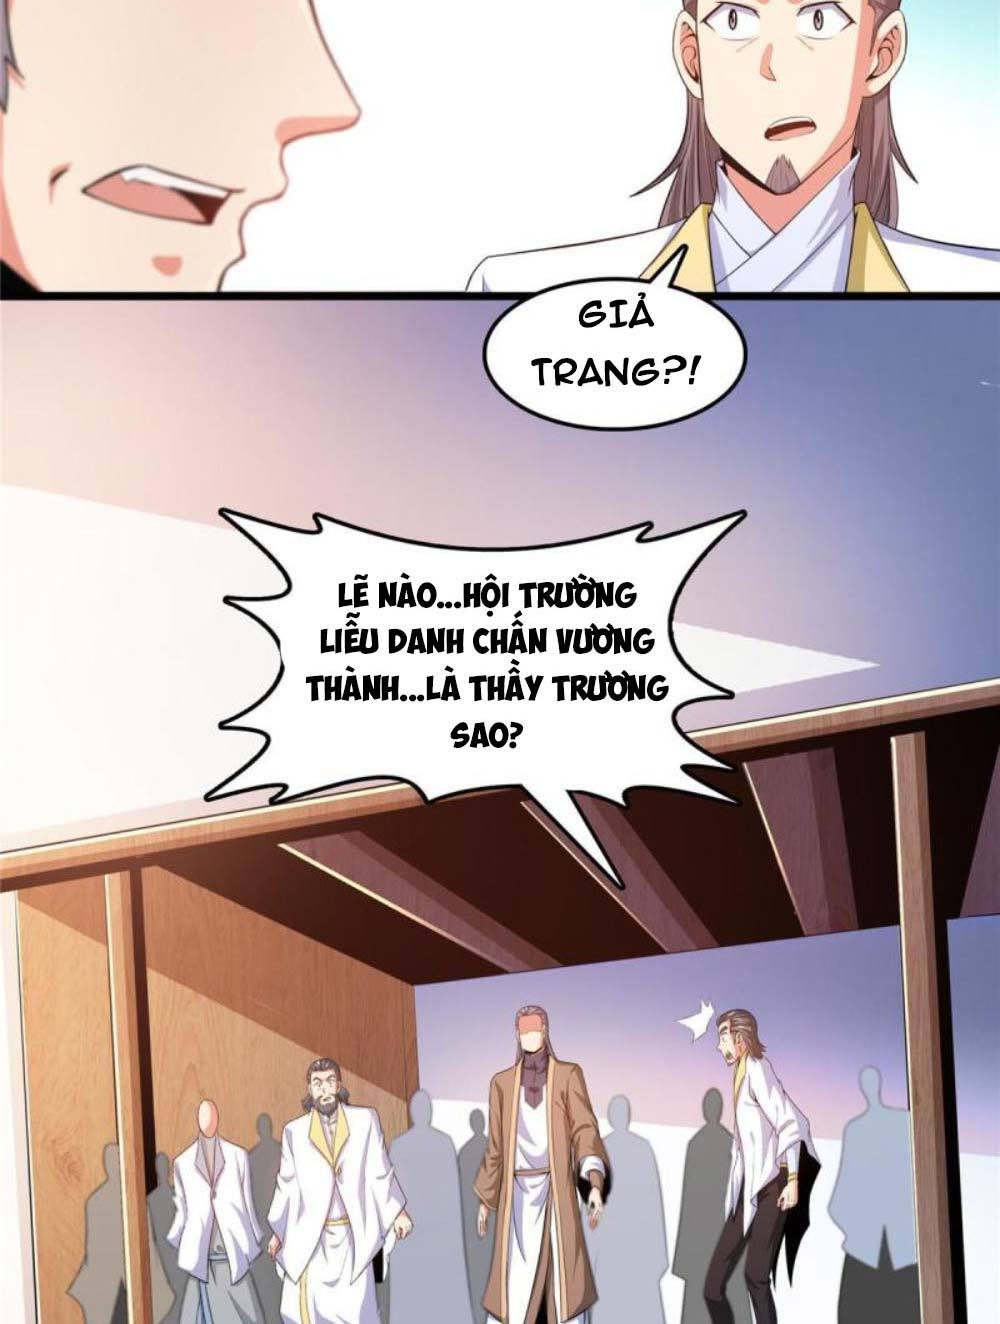 GIẢ
TRANG?!
LẼ NÀO...HỘI TRƯỜNG
LIỄU DANH CHẤN VƯƠNG
THÀNH...LÀ THẦY TRƯƠNG
SAO?